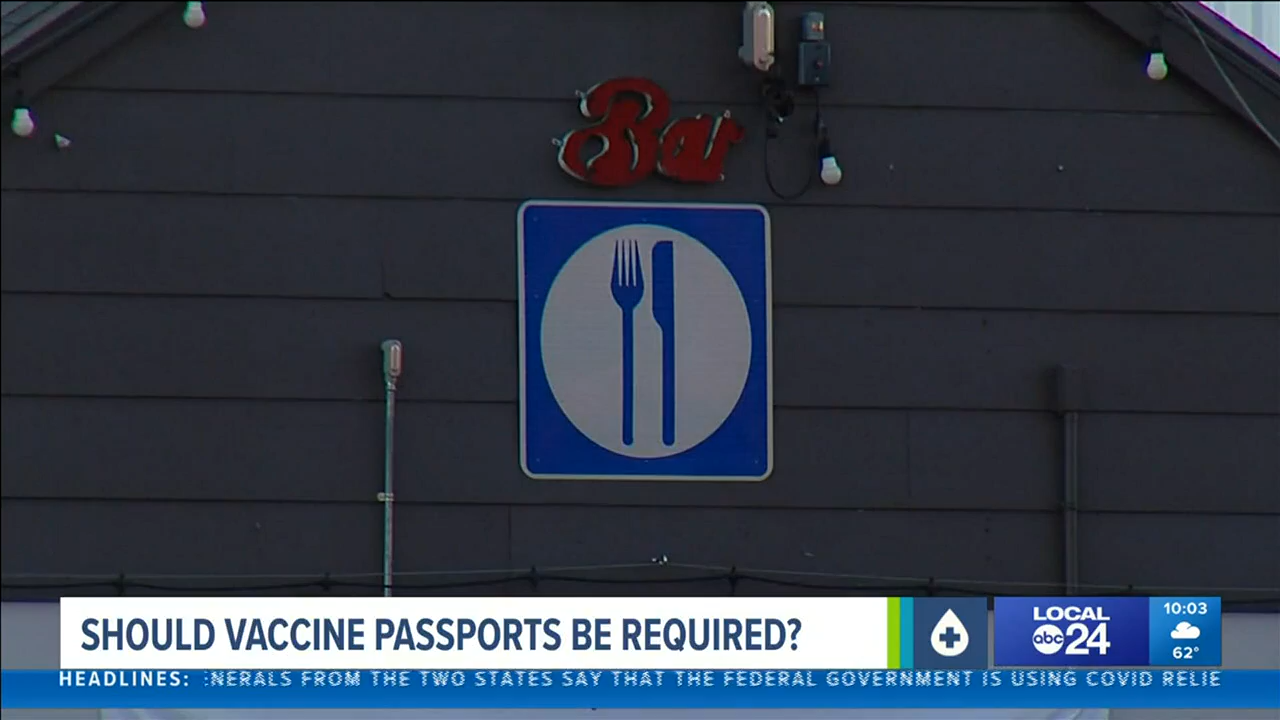 Bar
SHOULD VACCINE PASSPORTS BE REQUIRED?
LOCAL
abc 24
10:03
62°
HEADLINES: NERALS FROM THE TWO STATES SAY THAT THE FEDERAL GOVERNMENT IS USING COVID RELIE